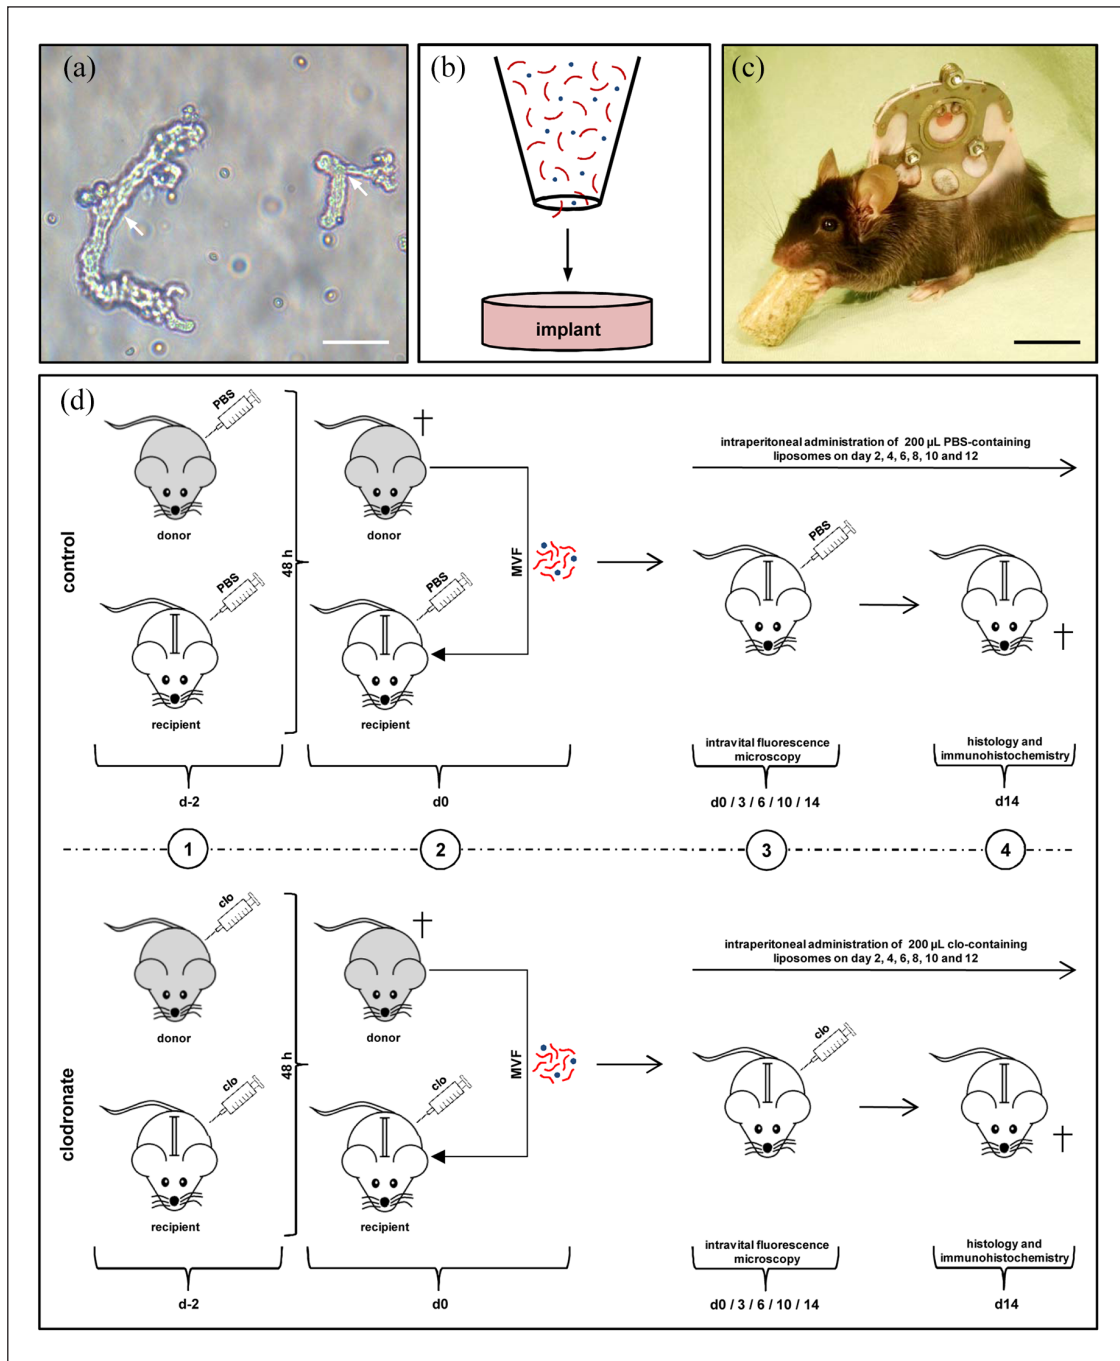 (a)
(b)
(c)
implant
(d)
control
PBS
donor
PBS
recipient
48 h
donor
PBS
recipient
MVF
intraperitoneal administration of 200 µL PBS-containing
liposomes on day 2, 4, 6, 8, 10 and 12
PBS
intravital fluorescence
microscopy
histology and
immunohistochemistry
d-2
d0
d0 / 3 / 6 / 10 / 14
d14
1
2
3
4
clodronate
clo
donor
clo
recipient
48 h
donor
clo
recipient
MVF
intraperitoneal administration of 200 µL clo-containing
liposomes on day 2, 4, 6, 8, 10 and 12
clo
intravital fluorescence
microscopy
histology and
immunohistochemistry
d-2
d0
d0 / 3 / 6 / 10 / 14
d14